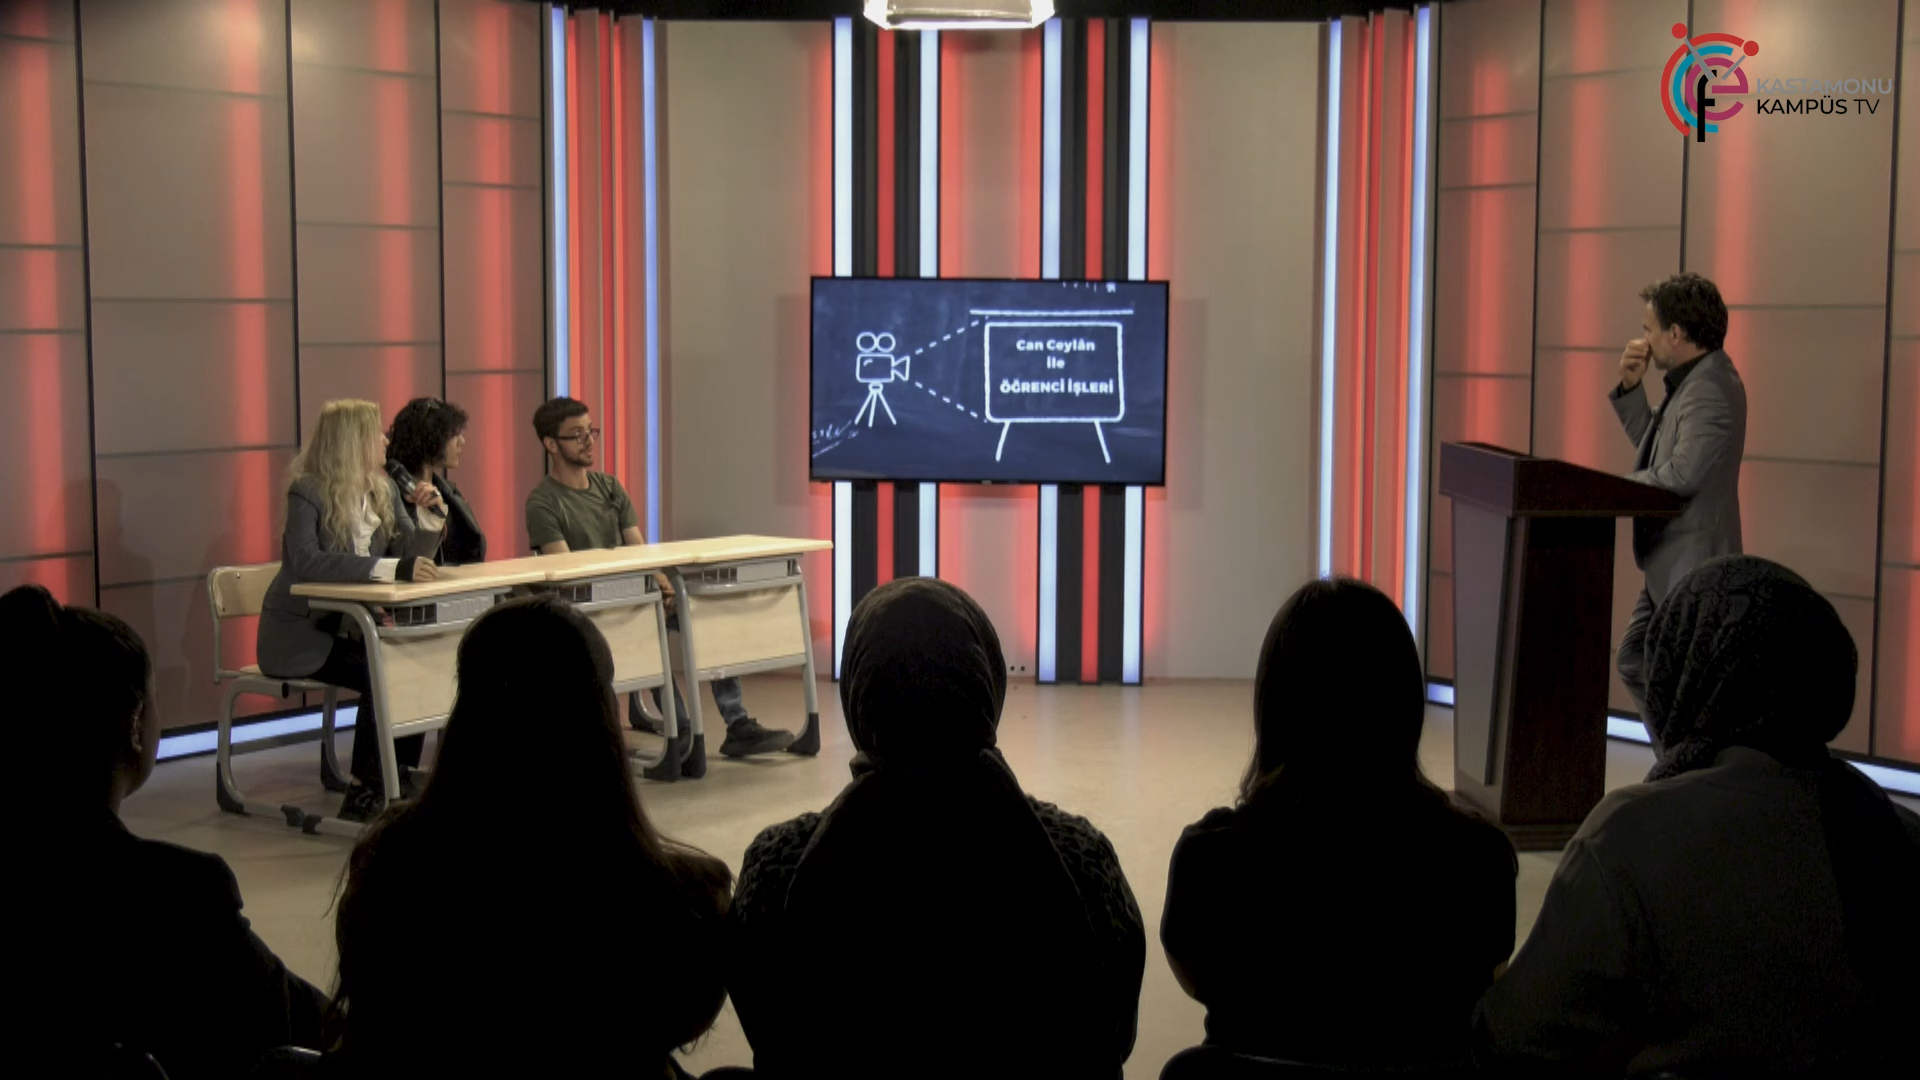 KASTAMONU
KAMPÜS TV
Can Ceylân
ile
ÖĞRENCİ İŞLERİ